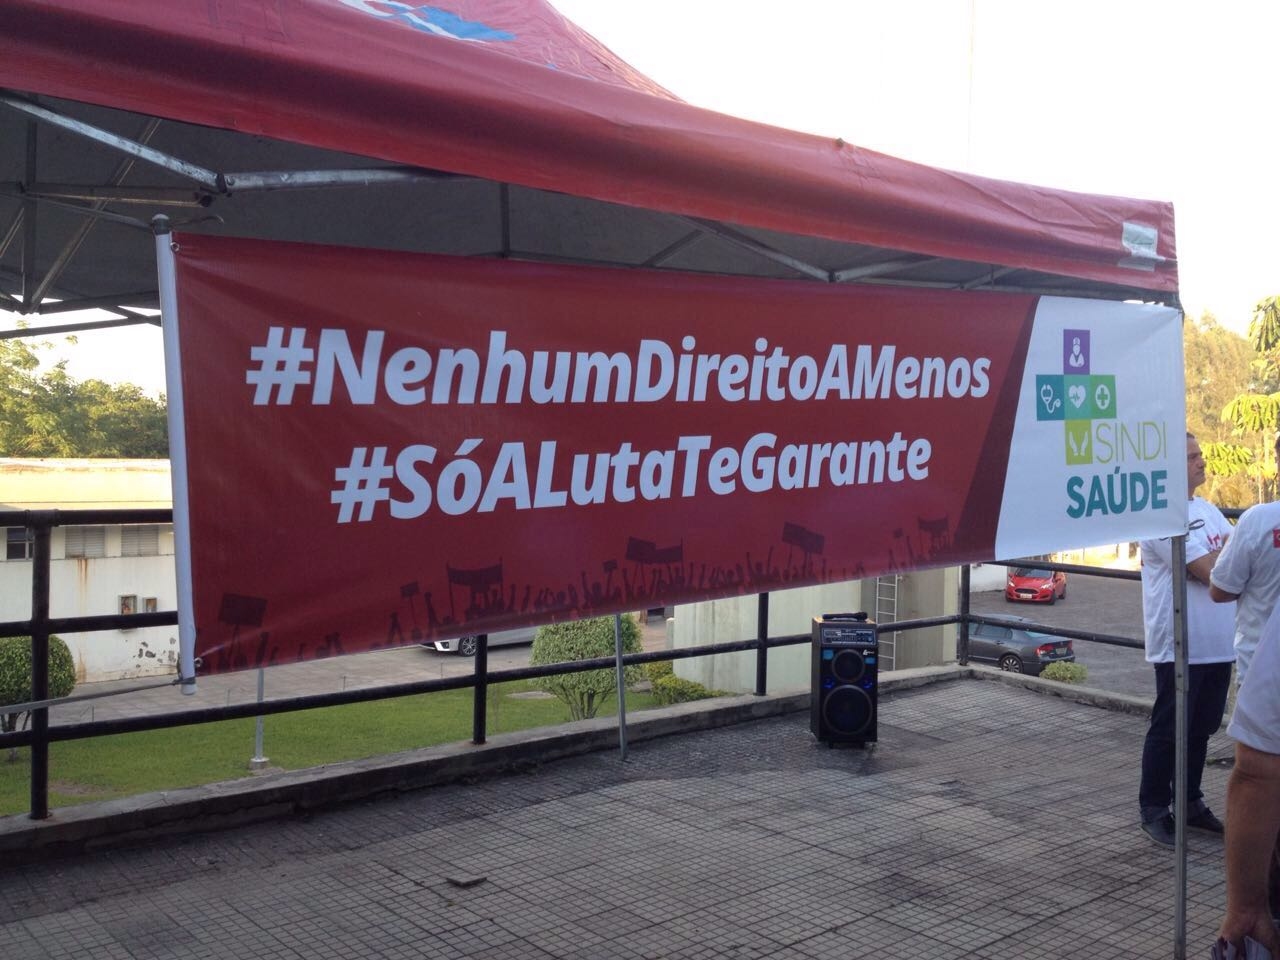 #NenhumDireitoAMenos
#SóALutaTeGarante
SINDI
SAÚDE